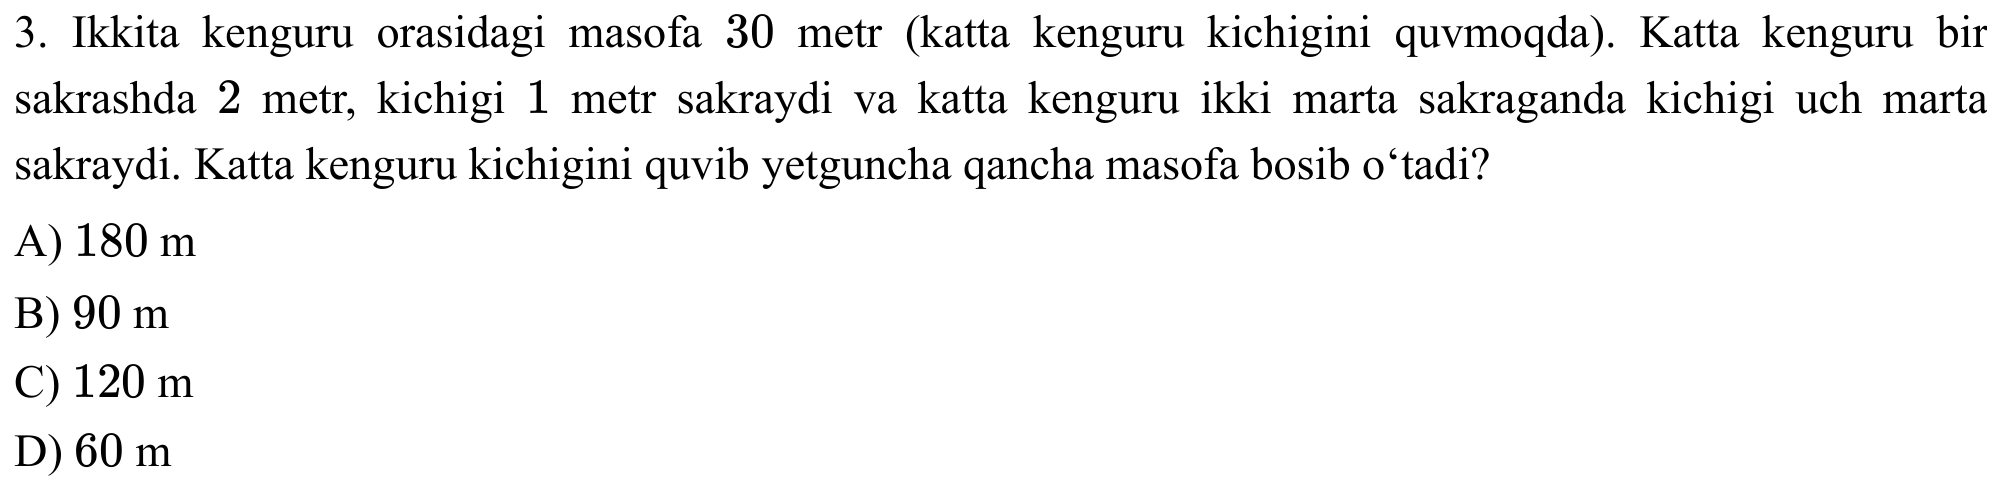 3. Ikkita kenguru orasidagi masofa 30 metr (katta kenguru kichigini quvmoqda). Katta kenguru bir
sakrashda 2 metr, kichigi 1 metr sakraydi va katta kenguru ikki marta sakraganda kichigi uch marta
sakraydi. Katta kenguru kichigini quvib yetguncha qancha masofa bosib o‘tadi?
A) 180 m
B) 90 m
C) 120 m
D) 60 m